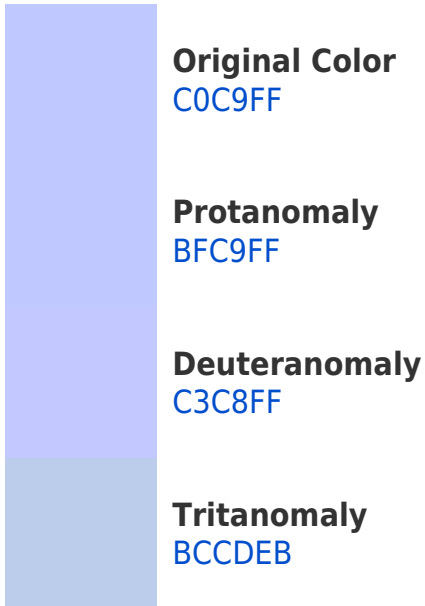 Original Color
C0C9FF
Protanomaly
BFC9FF
Deuteranomaly
C3C8FF
Tritanomaly
BCCDEB